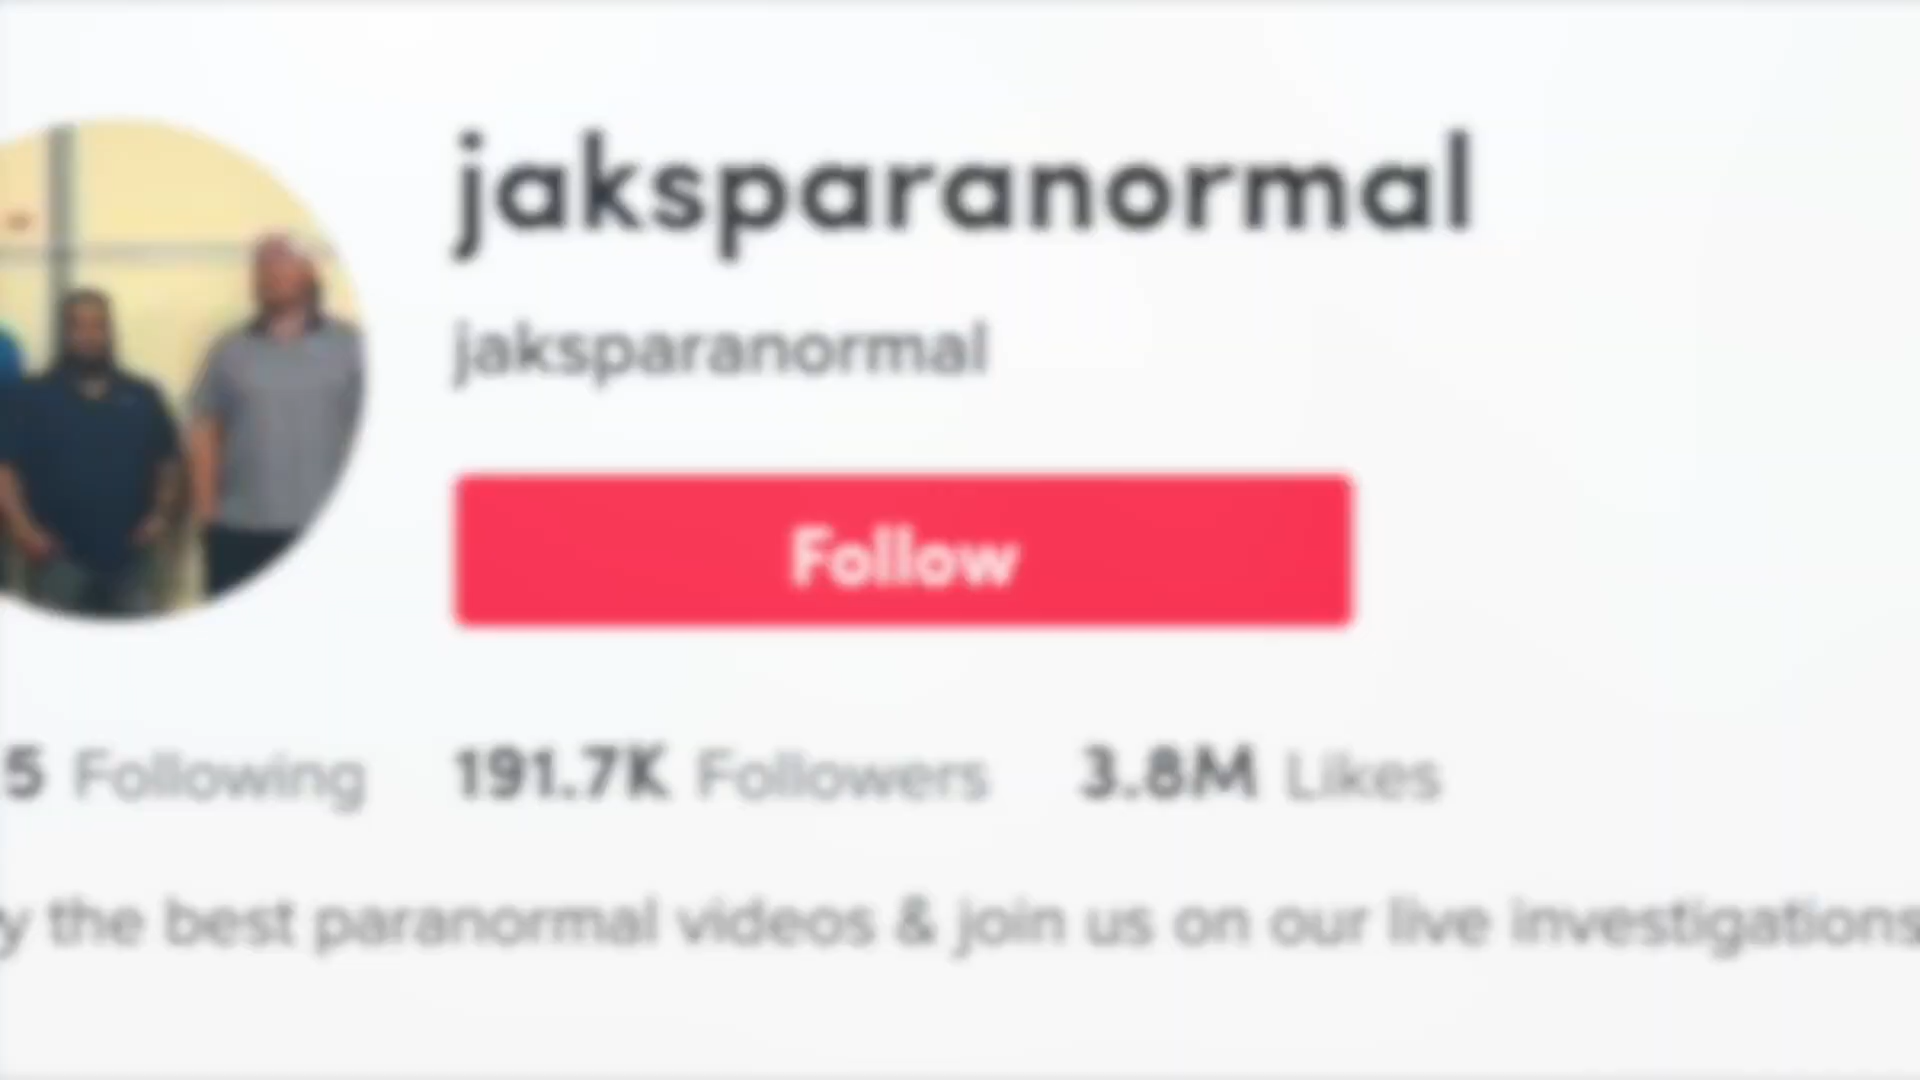 jaksparanormal
jaksparanormal
Follow
5 Following 191.7K Followers 3.8M Likes
y the best paranormal videos & join us on our live investigations